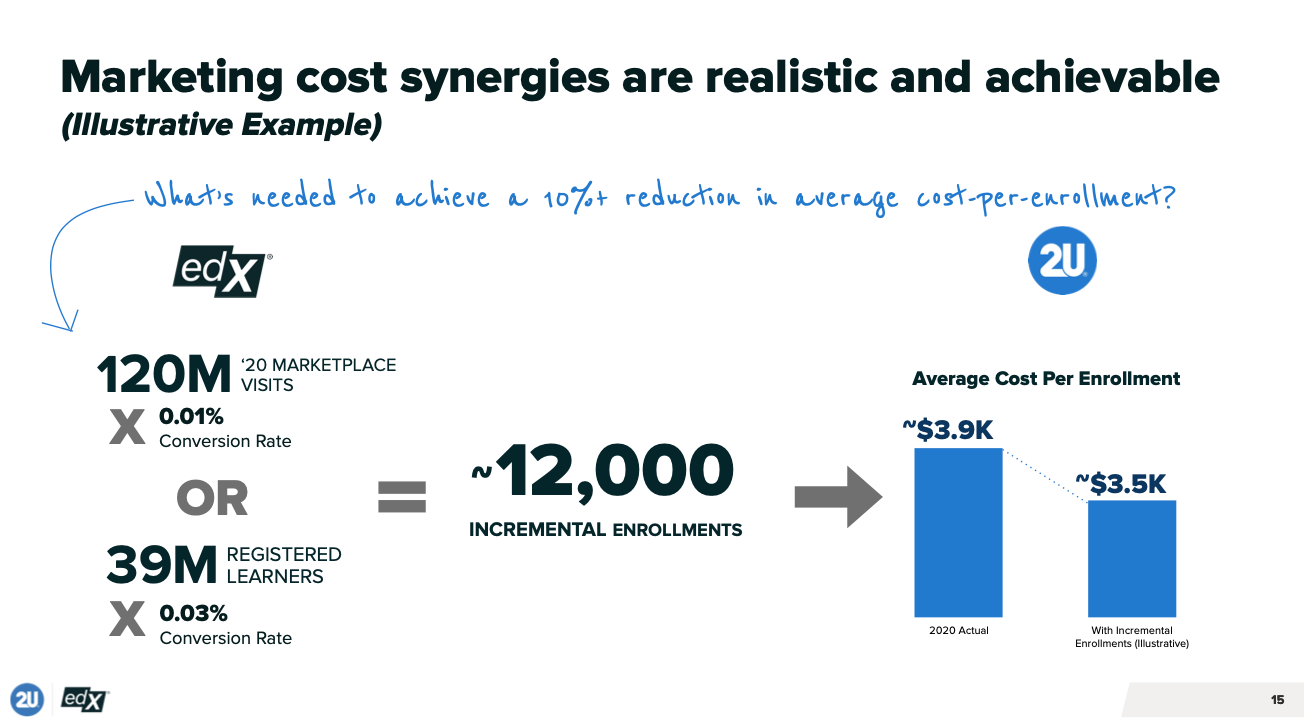 Marketing cost synergies are realistic and achievable
(Illustrative Example)
What's needed to achieve a 10%+ reduction in average cost-per-enrollment?
edX®
2U
120M '20 MARKETPLACE
VISITS
X 0.01%
Conversion Rate
OR
39M REGISTERED
LEARNERS
X 0.03%
Conversion Rate
=
~12,000
INCREMENTAL ENROLLMENTS
Average Cost Per Enrollment
~$3.9K
~$3.5K
2020 Actual
With Incremental
Enrollments (Illustrative)
2U edX
15